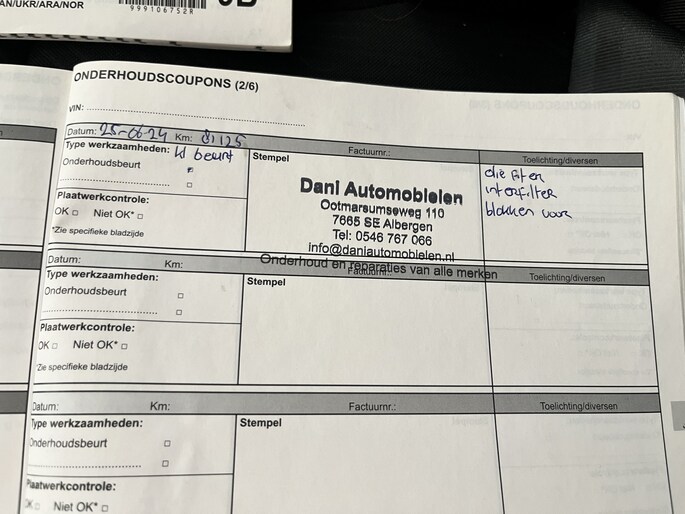 AN/UKR/ARA/NOR
999106752R
ONDERHOUDSCOUPONS (2/6)
VIN:
Datum: 25-06-24 Km: 81125 Factuurnr.: Toelichting/diversen
Type werkzaamheden: kl beurt
Onderhoudsbeurt
Stempel
Dani Automobielen
Ootmarsumseweg 110
7665 SE Albergen
Tel: 0546 767 066
info@daniautomobielen.nl
Onderhoud en reparaties van alle merken
olie filter
interfilter
blokken voor
Plaatwerkcontrole:
OK □ Niet OK* □
*Zie specifieke bladzijde
Datum: Km: Factuurnr.: Toelichting/diversen
Type werkzaamheden:
Stempel
Onderhoudsbeurt □
Plaatwerkcontrole:
OK □ Niet OK* □
*Zie specifieke bladzijde
Datum: Km: Factuurnr.: Toelichting/diversen
Type werkzaamheden:
Stempel
Onderhoudsbeurt □
Plaatwerkcontrole:
Niet OK* □